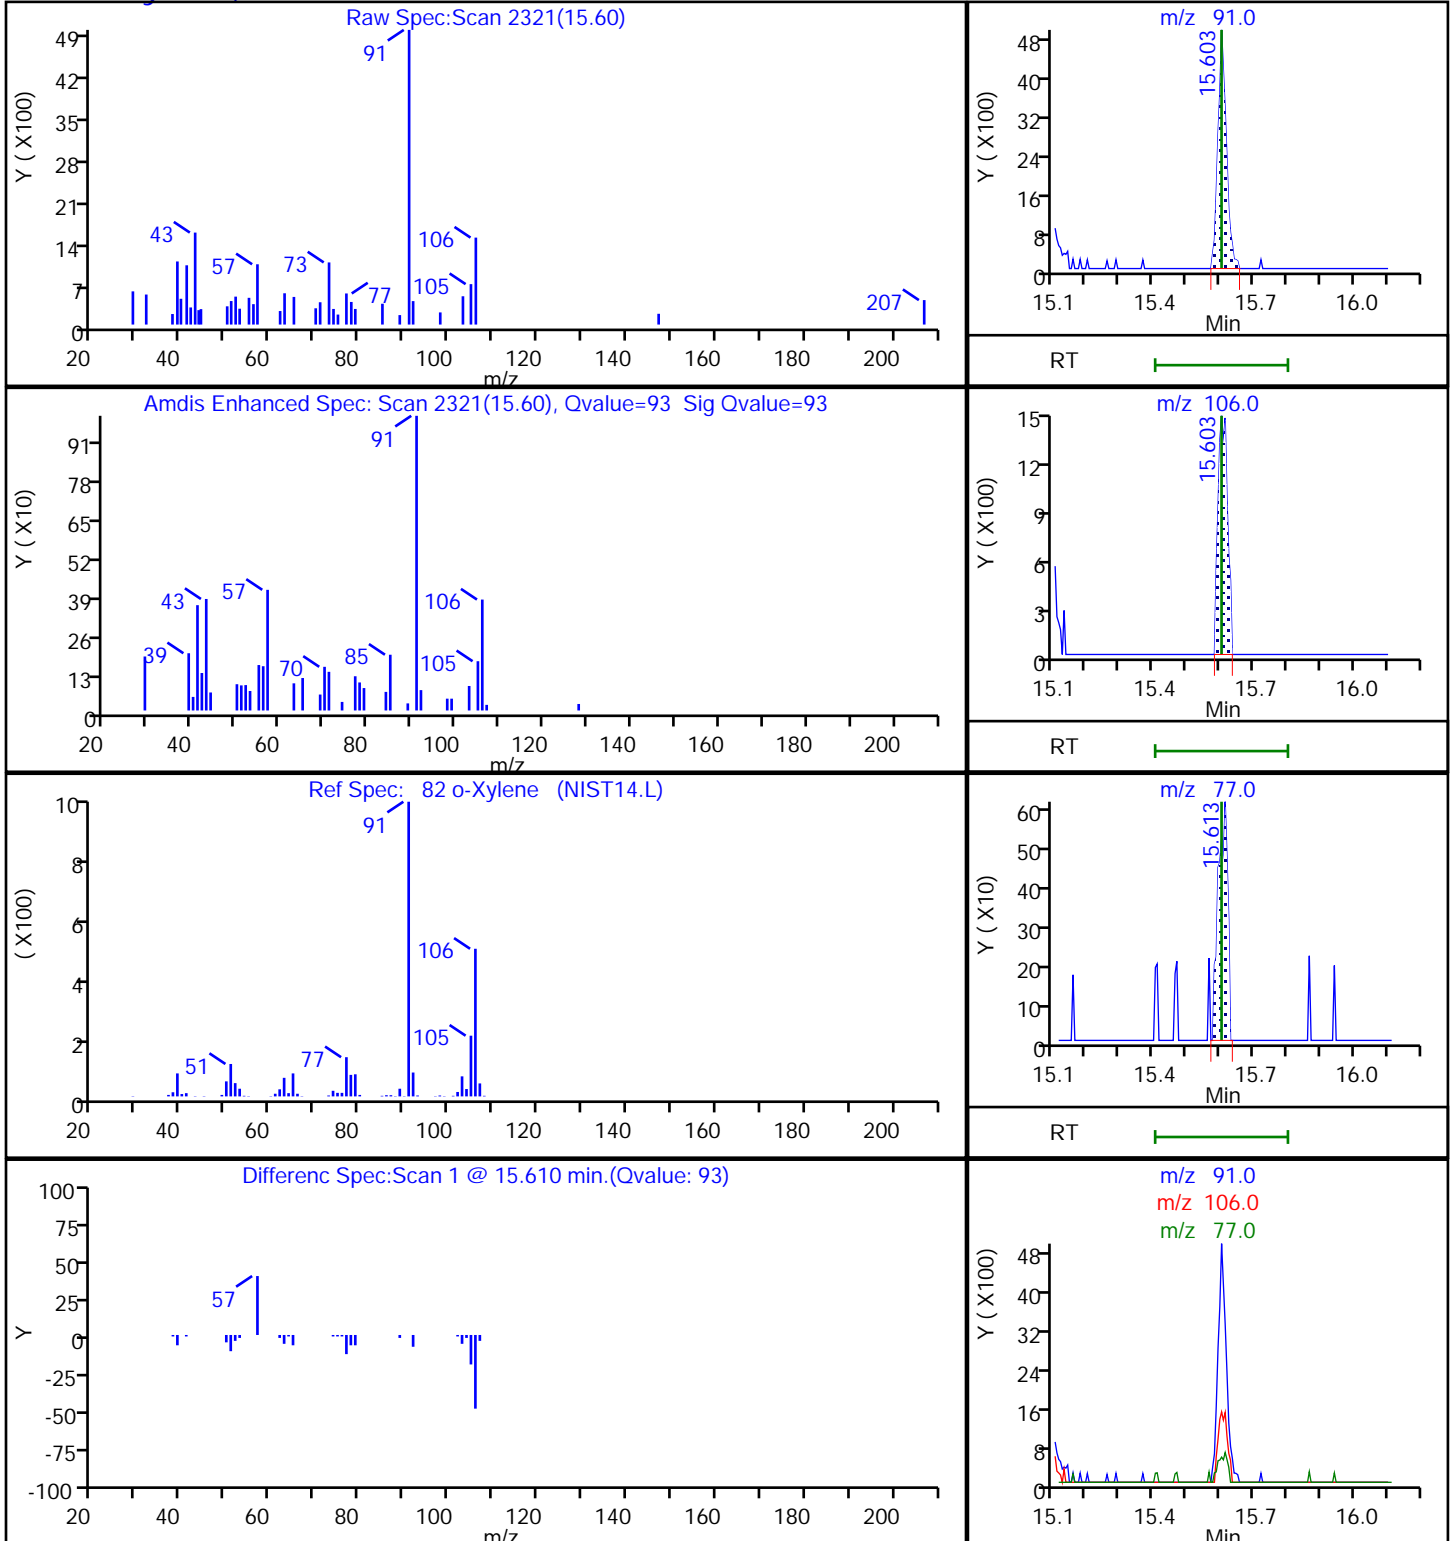 Raw Spec:Scan 2321(15.60)
Y ( X100)
49
42
35
28
21
14
7
0
91
43
57
73
77
106
105
207
20 40 60 80 100 120 140 160 180 200
m/z
m/z 91.0
Y ( X100)
48
40
32
24
16
8
0
15.603
15.1 15.4 15.7 16.0
Min
RT
Amdis Enhanced Spec: Scan 2321(15.60), Qvalue=93 Sig Qvalue=93
Y ( X10)
91
78
65
52
39
26
13
0
91
39
43
57
70
85
105
106
20 40 60 80 100 120 140 160 180 200
m/z
m/z 106.0
Y ( X100)
15
12
9
6
3
0
15.603
15.1 15.4 15.7 16.0
Min
RT
Ref Spec: 82 o-Xylene (NIST14.L)
( X100)
10
8
6
4
2
0
91
51
77
105
106
20 40 60 80 100 120 140 160 180 200
m/z 77.0
Y ( X10)
60
50
40
30
20
10
0
15.613
15.1 15.4 15.7 16.0
Min
RT
Differenc Spec:Scan 1 @ 15.610 min.(Qvalue: 93)
Y
100
75
50
25
0
-25
-50
-75
-100
57
20 40 60 80 100 120 140 160 180 200
m/z
m/z 91.0
m/z 106.0
m/z 77.0
Y ( X100)
48
40
32
24
16
8
0
15.1 15.4 15.7 16.0
Min